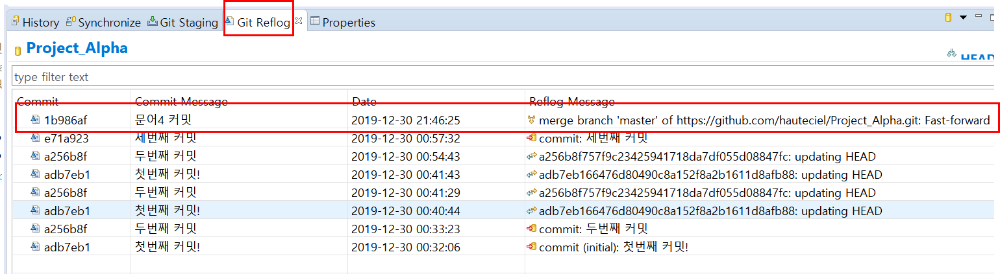 History Synchronize Git Staging Git Reflog Properties
Project_Alpha
HEAD
type filter text
Commit Commit Message Date Reflog Message
1b986af 문어4 커밋 2019-12-30 21:46:25 merge branch 'master' of https://github.com/hauteciel/Project_Alpha.git: Fast-forward
e71a923 세번째 커밋 2019-12-30 00:57:32 commit: 세번째 커밋
a256b8f 두번째 커밋 2019-12-30 00:54:43 a256b8f757f9c23425941718da7df055d08847fc: updating HEAD
adb7eb1 첫번째 커밋! 2019-12-30 00:41:43 adb7eb166476d80490c8a152f8a2b1611d8afb88: updating HEAD
a256b8f 두번째 커밋 2019-12-30 00:41:29 a256b8f757f9c23425941718da7df055d08847fc: updating HEAD
adb7eb1 첫번째 커밋! 2019-12-30 00:40:44 adb7eb166476d80490c8a152f8a2b1611d8afb88: updating HEAD
a256b8f 두번째 커밋 2019-12-30 00:33:23 commit: 두번째 커밋
adb7eb1 첫번째 커밋! 2019-12-30 00:32:06 commit (initial): 첫번째 커밋!